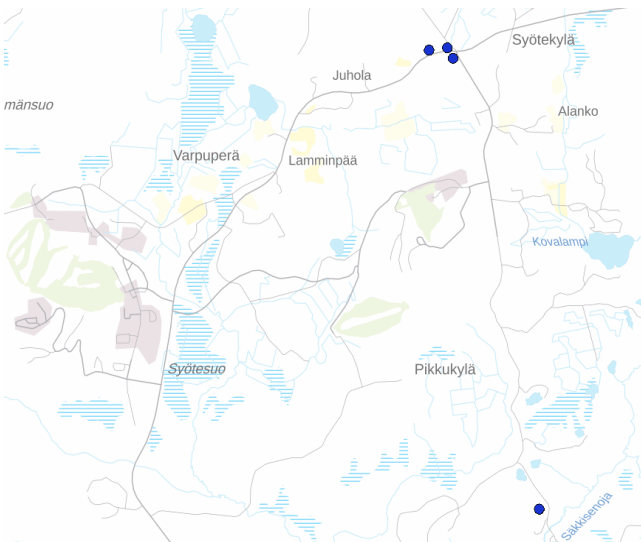 Syötekylä
Juhola
mänsuo
Alanko
Varpuperä
Lamminpää
Kovalampi
Syötesuo
Pikkukylä
Säkkisenoja